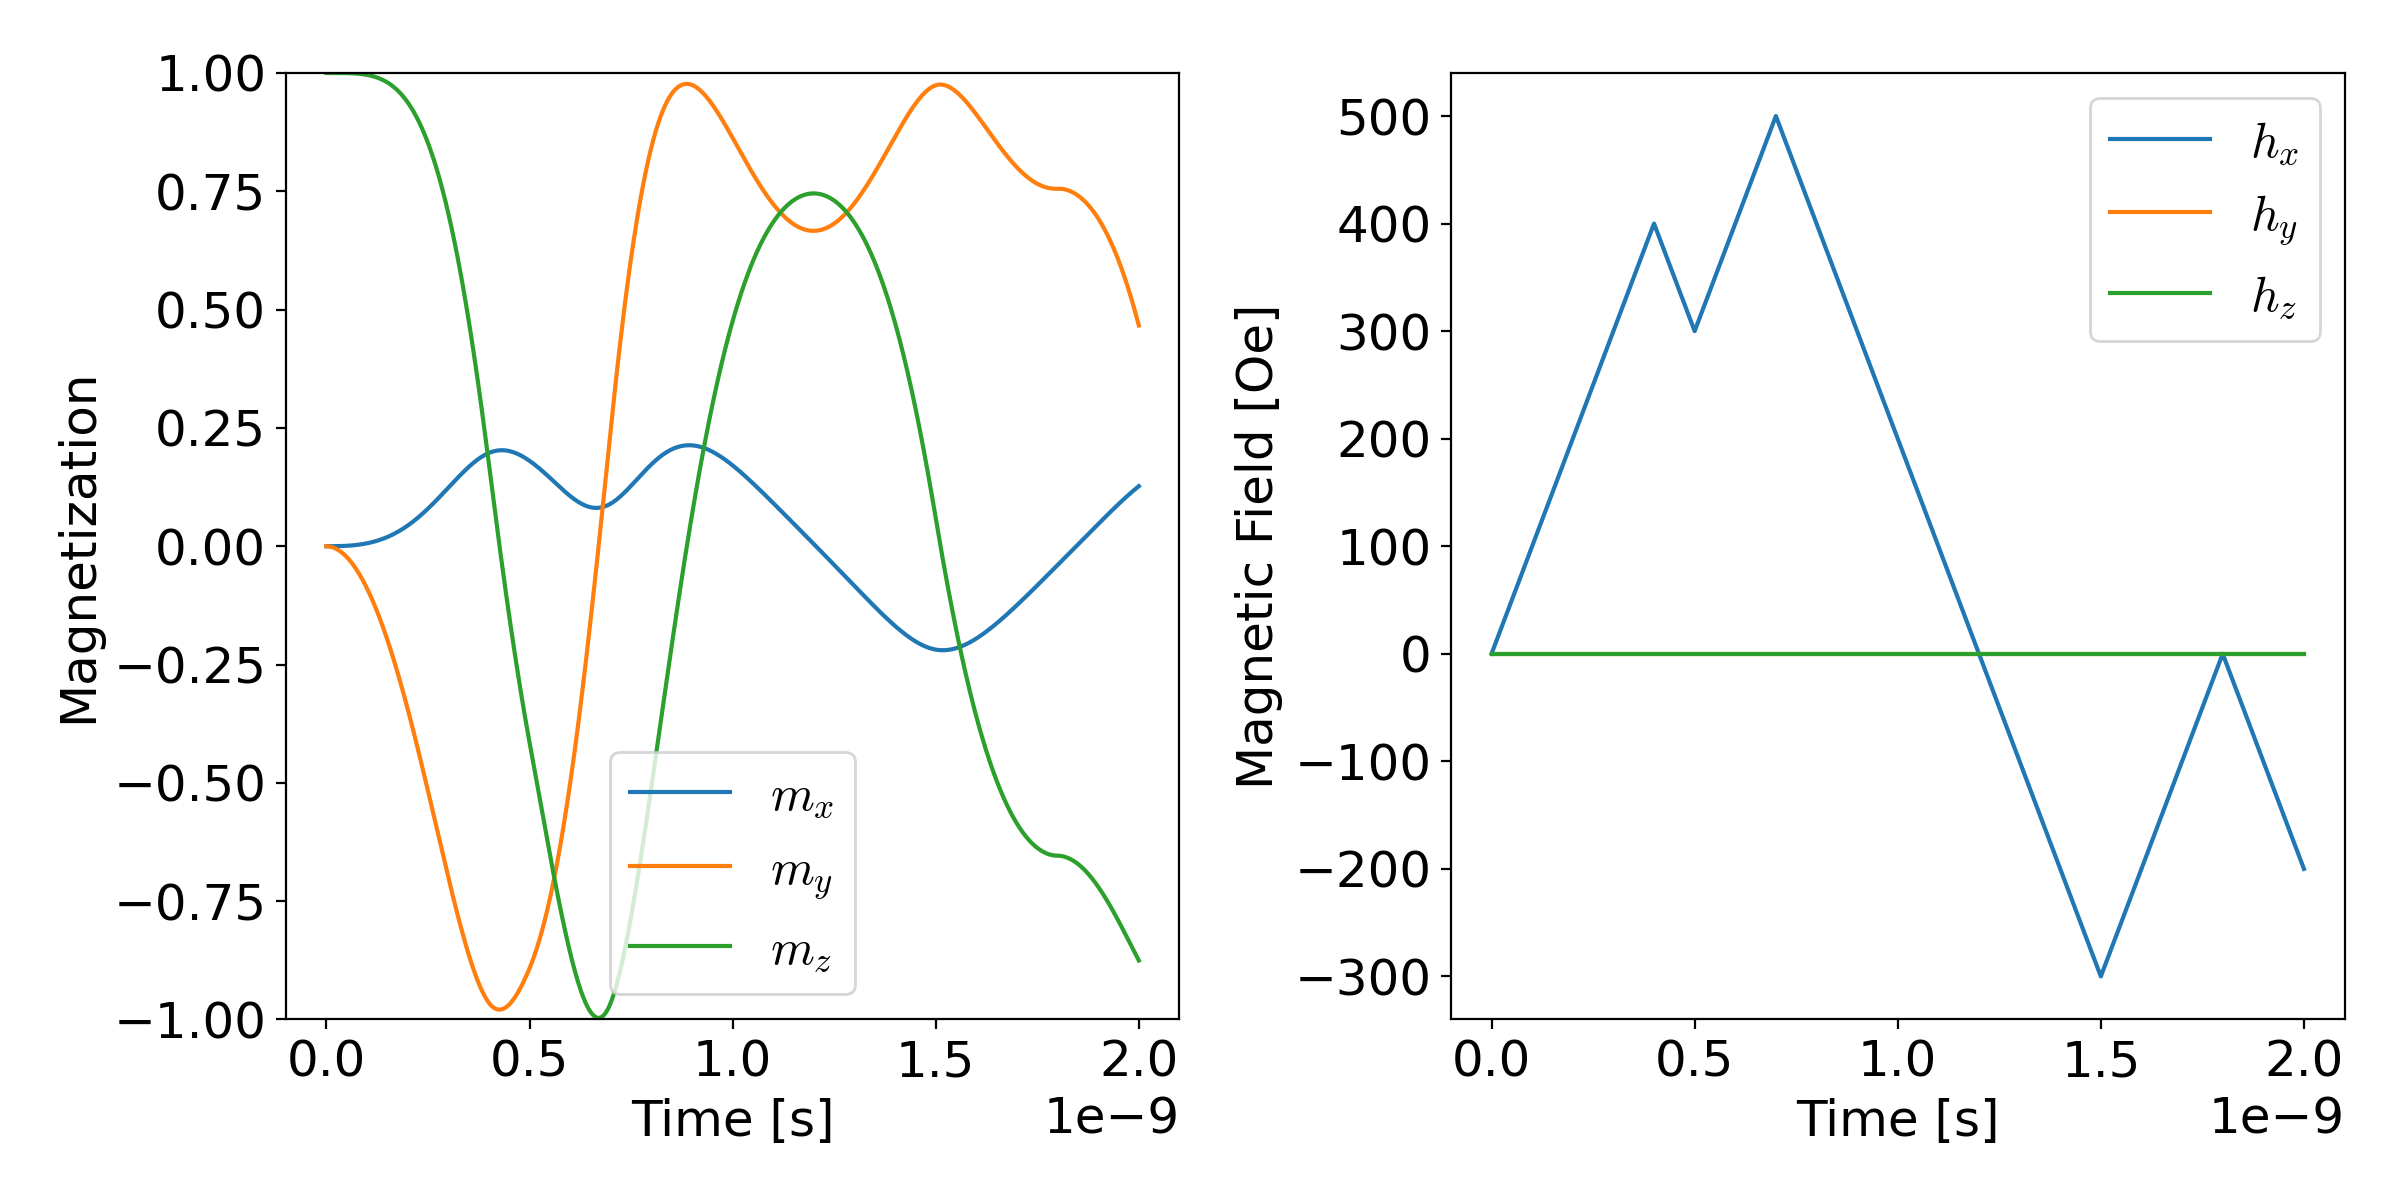 Magnetization
1.00
0.75
0.50
0.25
0.00
−0.25
−0.50
−0.75
−1.00
m_x
m_y
m_z
0.0 0.5 1.0 1.5 2.0
Time [s]
1e−9
Magnetic Field [Oe]
500
400
300
200
100
0
−100
−200
−300
h_x
h_y
h_z
0.0 0.5 1.0 1.5 2.0
Time [s]
1e−9